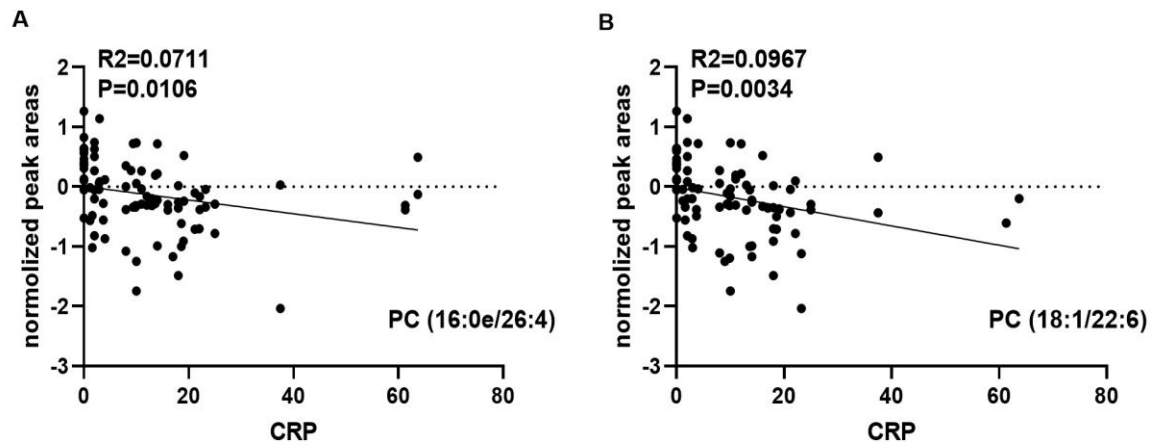 A
R2=0.0711
P=0.0106
normolized peak areas
2
1
0
-1
-2
-3
0
20
40
60
80
CRP
PC (16:0e/26:4)
B
R2=0.0967
P=0.0034
normolized peak areas
2
1
0
-1
-2
-3
0
20
40
60
80
CRP
PC (18:1/22:6)